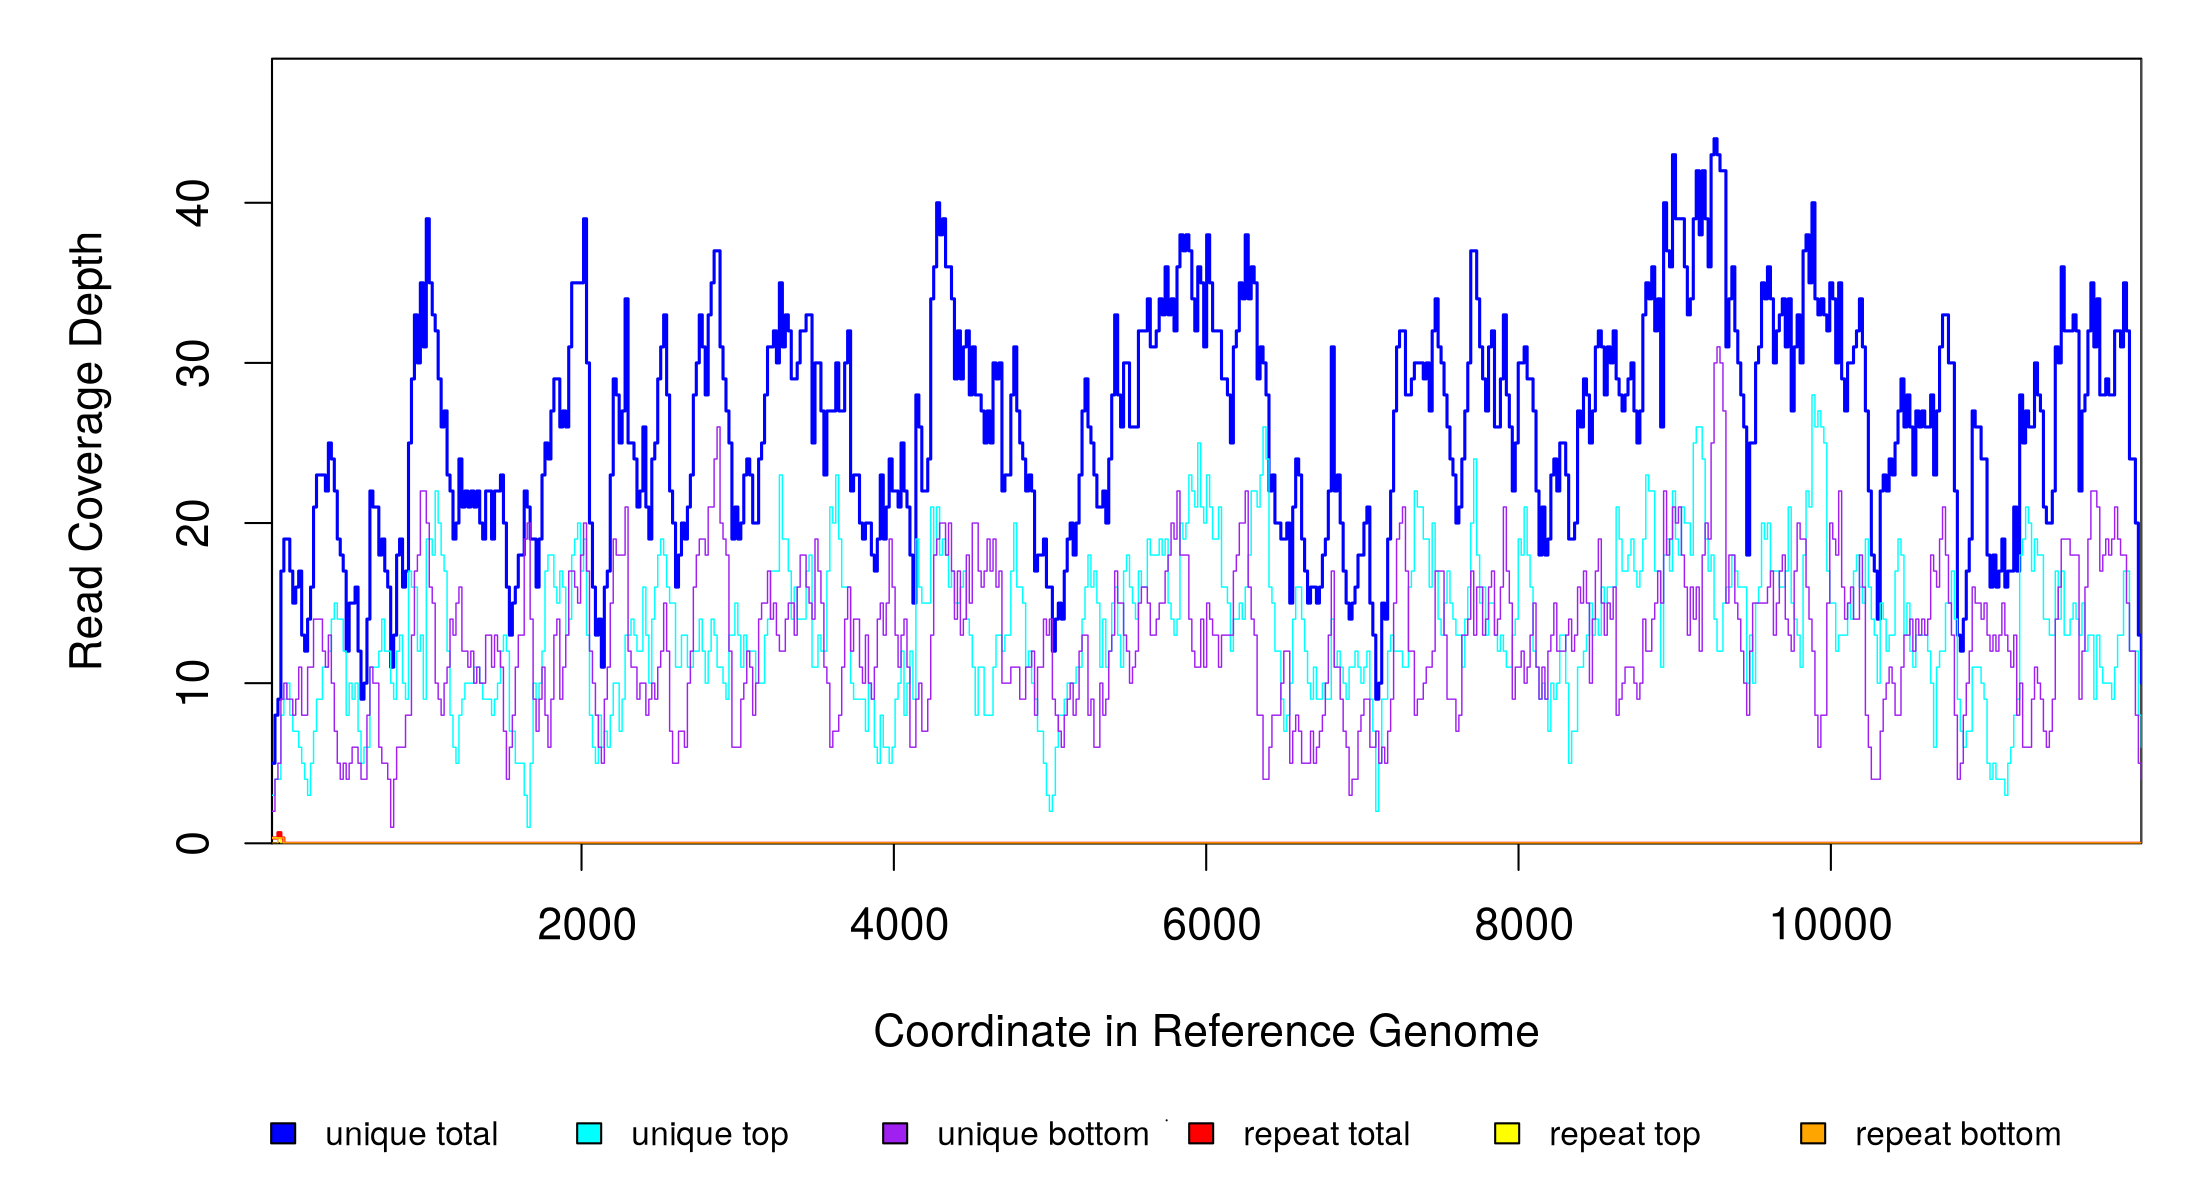 Read Coverage Depth
40
30
20
10
0
2000 4000 6000 8000 10000
Coordinate in Reference Genome
unique total unique top unique bottom repeat total repeat top repeat bottom